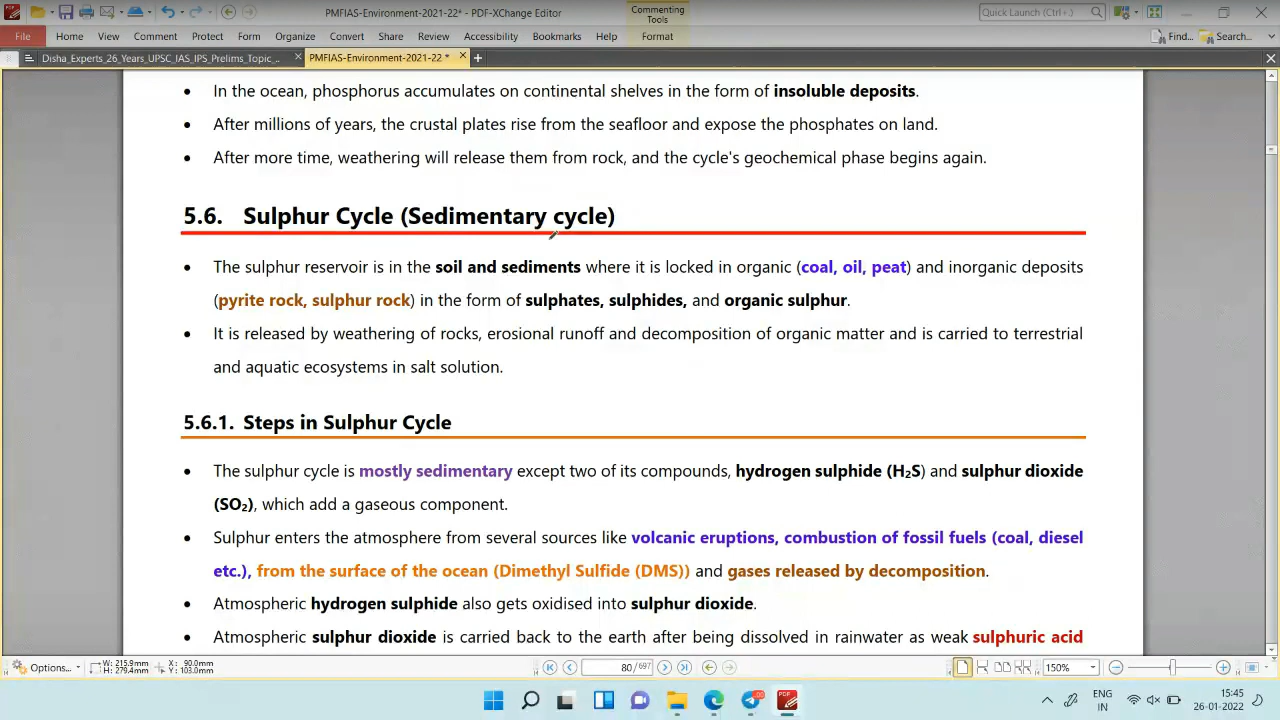 PMFIAS-Environment-2021-22* - PDF-XChange Editor
Commenting Tools
Quick Launch (Ctrl+.)
File Home View Comment Protect Form Organize Convert Share Review Accessibility Bookmarks Help Format Find... Search...
Disha_Experts_26_Years_UPSC_IAS_IPS_Prelims_Topic_... × PMFIAS-Environment-2021-22 * ×
• In the ocean, phosphorus accumulates on continental shelves in the form of insoluble deposits.
• After millions of years, the crustal plates rise from the seafloor and expose the phosphates on land.
• After more time, weathering will release them from rock, and the cycle's geochemical phase begins again.
5.6. Sulphur Cycle (Sedimentary cycle)
• The sulphur reservoir is in the soil and sediments where it is locked in organic (coal, oil, peat) and inorganic deposits
(pyrite rock, sulphur rock) in the form of sulphates, sulphides, and organic sulphur.
• It is released by weathering of rocks, erosional runoff and decomposition of organic matter and is carried to terrestrial
and aquatic ecosystems in salt solution.
5.6.1. Steps in Sulphur Cycle
• The sulphur cycle is mostly sedimentary except two of its compounds, hydrogen sulphide (H₂S) and sulphur dioxide
(SO₂), which add a gaseous component.
• Sulphur enters the atmosphere from several sources like volcanic eruptions, combustion of fossil fuels (coal, diesel
etc.), from the surface of the ocean (Dimethyl Sulfide (DMS)) and gases released by decomposition.
• Atmospheric hydrogen sulphide also gets oxidised into sulphur dioxide.
• Atmospheric sulphur dioxide is carried back to the earth after being dissolved in rainwater as weak sulphuric acid
Options... W: 215.9mm X: 90.0mm 80 / 697 150%
H: 279.4mm Y: 103.0mm
ENG 15:45
IN 26-01-2022